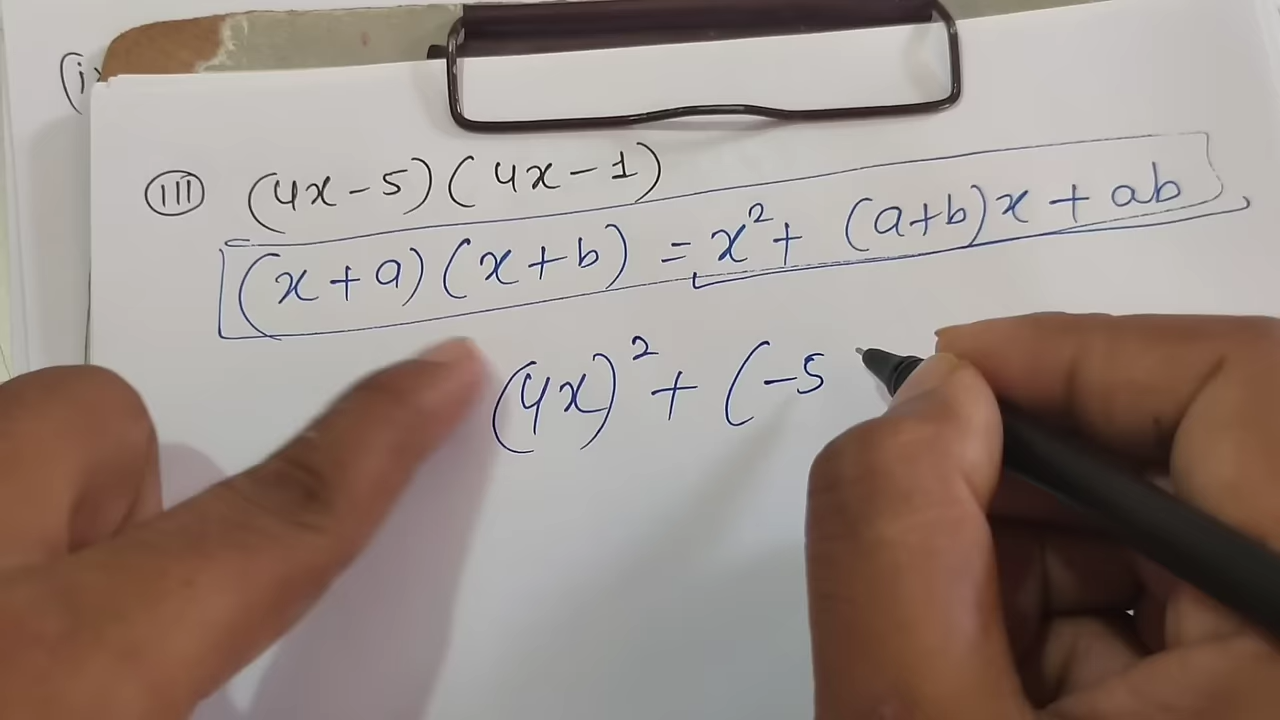 (i
(III) (4x-5)(4x-1)
(x+a)(x+b) = x²+ (a+b)x + ab
(4x)² + (-5